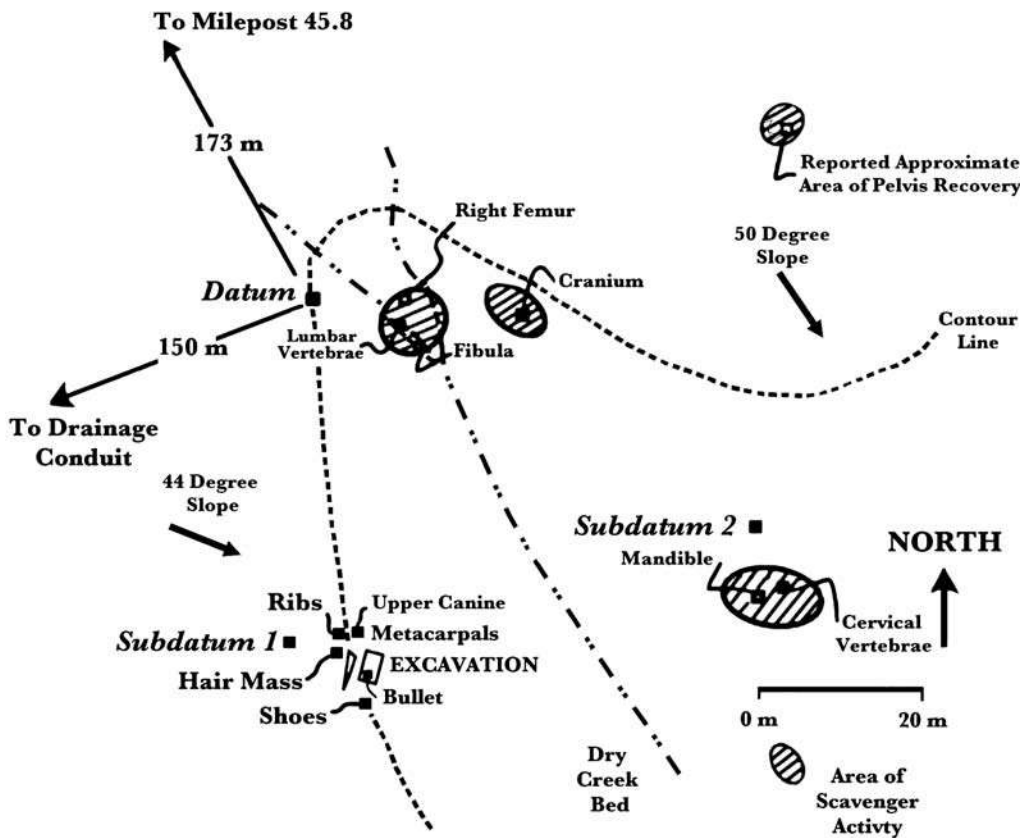 To Milepost 45.8
173 m
Reported Approximate
Area of Pelvis Recovery
Right Femur
50 Degree
Slope
Cranium
Datum
Lumbar
Vertebrae
Fibula
Contour
Line
150 m
To Drainage
Conduit
44 Degree
Slope
Subdatum 2
NORTH
Mandible
Cervical
Vertebrae
Ribs
Upper Canine
Subdatum 1
Metacarpals
Hair Mass
EXCAVATION
Bullet
Shoes
0 m
20 m
Dry
Creek
Bed
Area of
Scavenger
Activty